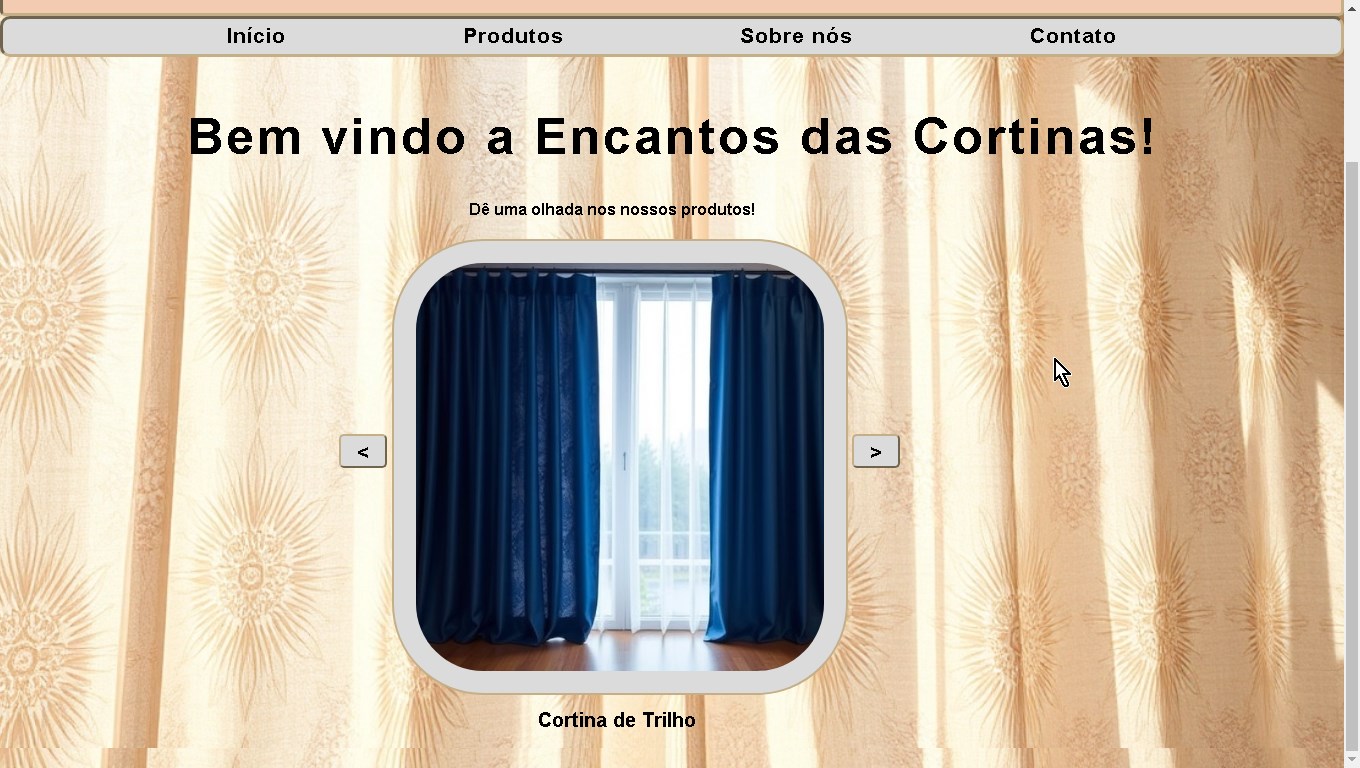 Início Produtos Sobre nós Contato
Bem vindo a Encantos das Cortinas!
Dê uma olhada nos nossos produtos!
< >
Cortina de Trilho